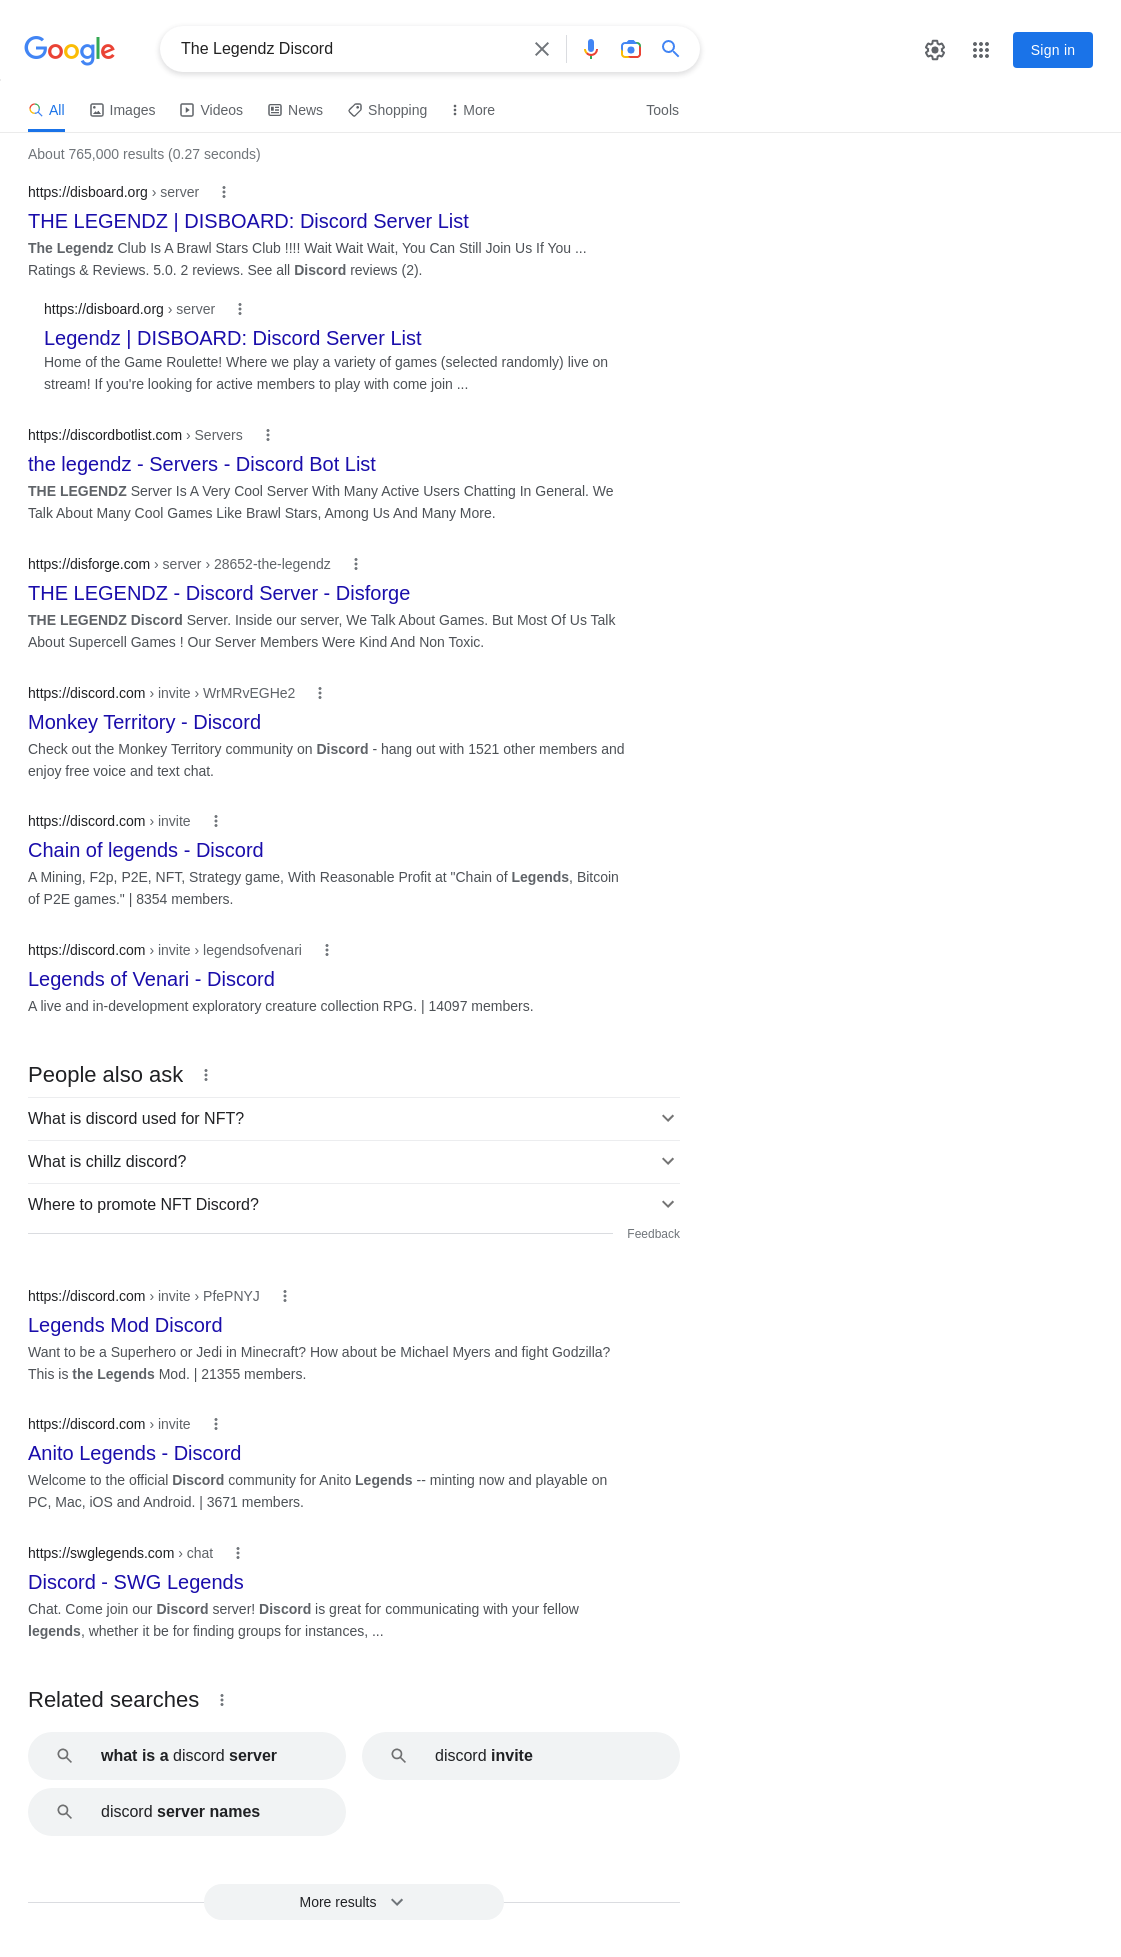 Google
The Legendz Discord
Sign in
All
Images
Videos
News
Shopping
More
Tools
About 765,000 results (0.27 seconds)
https://disboard.org › server
THE LEGENDZ | DISBOARD: Discord Server List
The Legendz Club Is A Brawl Stars Club !!!! Wait Wait Wait, You Can Still Join Us If You ...
Ratings & Reviews. 5.0. 2 reviews. See all Discord reviews (2).
https://disboard.org › server
Legendz | DISBOARD: Discord Server List
Home of the Game Roulette! Where we play a variety of games (selected randomly) live on
stream! If you're looking for active members to play with come join ...
https://discordbotlist.com › Servers
the legendz - Servers - Discord Bot List
THE LEGENDZ Server Is A Very Cool Server With Many Active Users Chatting In General. We
Talk About Many Cool Games Like Brawl Stars, Among Us And Many More.
https://disforge.com › server › 28652-the-legendz
THE LEGENDZ - Discord Server - Disforge
THE LEGENDZ Discord Server. Inside our server, We Talk About Games. But Most Of Us Talk
About Supercell Games ! Our Server Members Were Kind And Non Toxic.
https://discord.com › invite › WrMRvEGHe2
Monkey Territory - Discord
Check out the Monkey Territory community on Discord - hang out with 1521 other members and
enjoy free voice and text chat.
https://discord.com › invite
Chain of legends - Discord
A Mining, F2p, P2E, NFT, Strategy game, With Reasonable Profit at "Chain of Legends, Bitcoin
of P2E games." | 8354 members.
https://discord.com › invite › legendsofvenari
Legends of Venari - Discord
A live and in-development exploratory creature collection RPG. | 14097 members.
People also ask
What is discord used for NFT?
What is chillz discord?
Where to promote NFT Discord?
Feedback
https://discord.com › invite › PfePNYJ
Legends Mod Discord
Want to be a Superhero or Jedi in Minecraft? How about be Michael Myers and fight Godzilla?
This is the Legends Mod. | 21355 members.
https://discord.com › invite
Anito Legends - Discord
Welcome to the official Discord community for Anito Legends -- minting now and playable on
PC, Mac, iOS and Android. | 3671 members.
https://swglegends.com › chat
Discord - SWG Legends
Chat. Come join our Discord server! Discord is great for communicating with your fellow
legends, whether it be for finding groups for instances, ...
Related searches
what is a discord server
discord invite
discord server names
More results